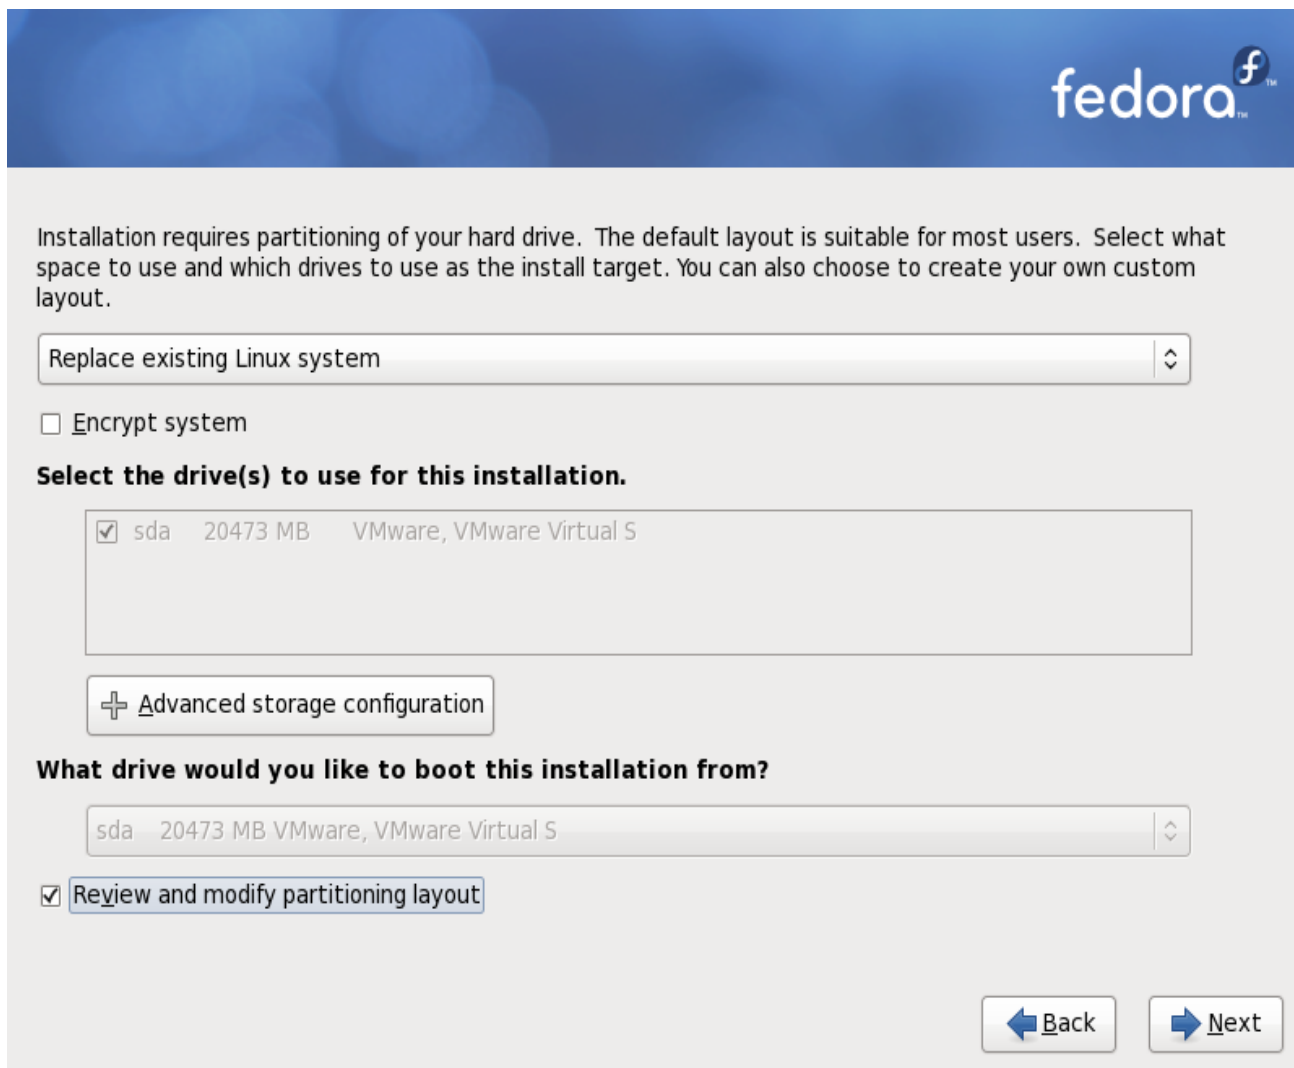 fedora
Installation requires partitioning of your hard drive.  The default layout is suitable for most users.  Select what
space to use and which drives to use as the install target. You can also choose to create your own custom
layout.
Replace existing Linux system
Encrypt system
Select the drive(s) to use for this installation.
sda 20473 MB VMware, VMware Virtual S
Advanced storage configuration
What drive would you like to boot this installation from?
sda 20473 MB VMware, VMware Virtual S
Review and modify partitioning layout
Back Next